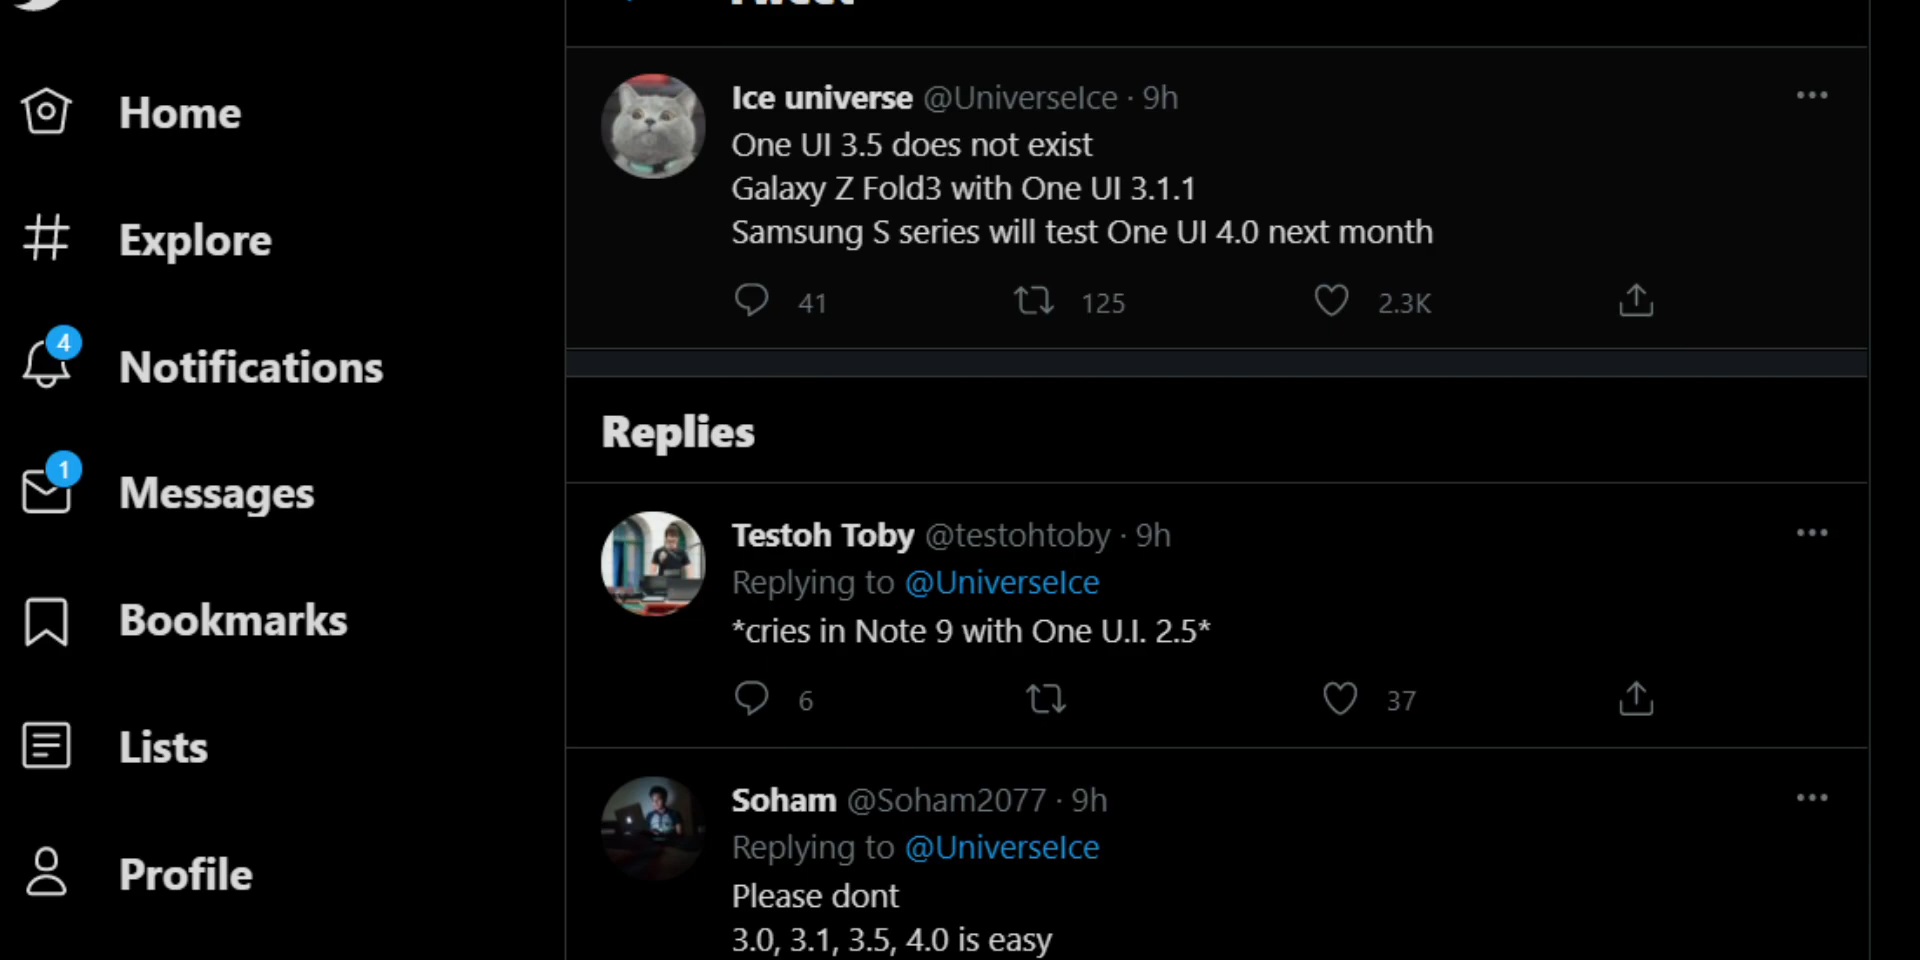 Tweet
Home
Explore
4
Notifications
1
Messages
Bookmarks
Lists
Profile
Ice universe @UniverseIce · 9h
One UI 3.5 does not exist
Galaxy Z Fold3 with One UI 3.1.1
Samsung S series will test One UI 4.0 next month
41 125 2.3K
Replies
Testoh Toby @testohtoby · 9h
Replying to @UniverseIce
*cries in Note 9 with One U.I. 2.5*
6 37
Soham @Soham2077 · 9h
Replying to @UniverseIce
Please dont
3.0, 3.1, 3.5, 4.0 is easy